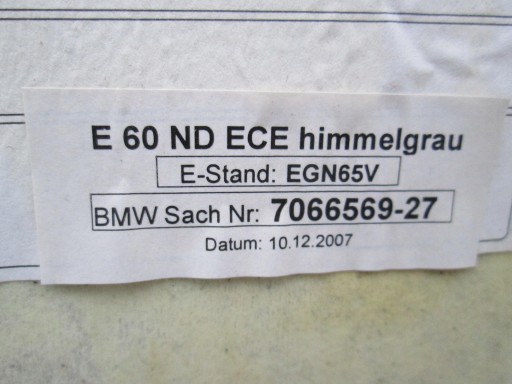 E 60 ND ECE himmelgrau
E-Stand: EGN65V
BMW Sach Nr: 7066569-27
Datum: 10.12.2007